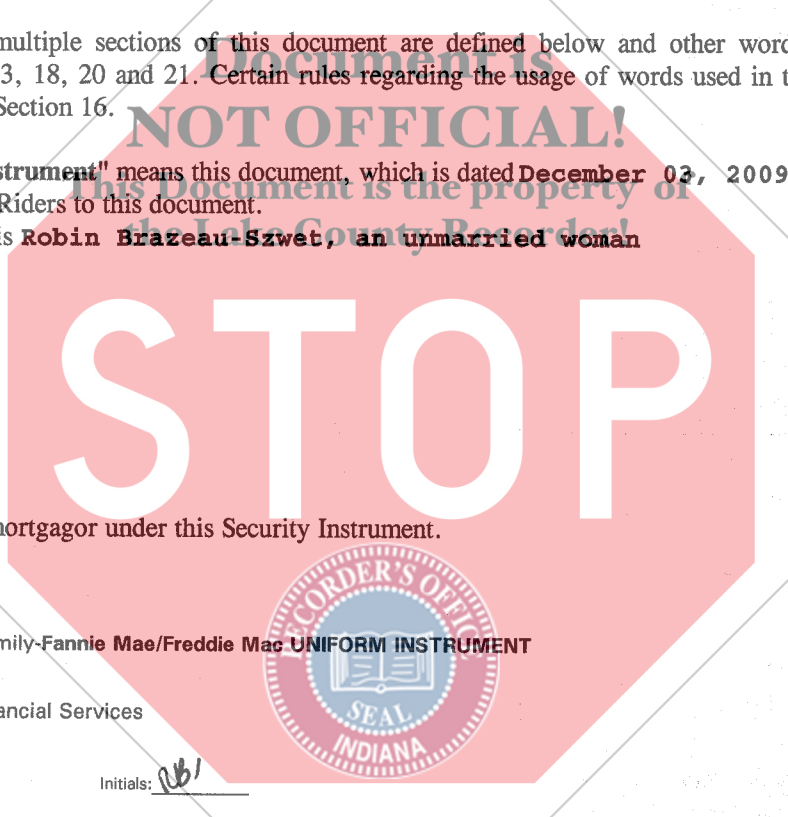 multiple sections of this document are defined below and other word
Document is
3, 18, 20 and 21. Certain rules regarding the usage of words used in t
Section 16.
NOT OFFICIAL!
strument" means this document, which is dated December 03, 2009
This Document is the property of
Riders to this document.
the Lake County Recorder!
is Robin Brazeau-Szwet, an unmarried woman
STOP
nortgagor under this Security Instrument.
RECORDER'S OFFICE
mily-Fannie Mae/Freddie Mac UNIFORM INSTRUMENT
ancial Services
SEAL
INDIANA
Initials: